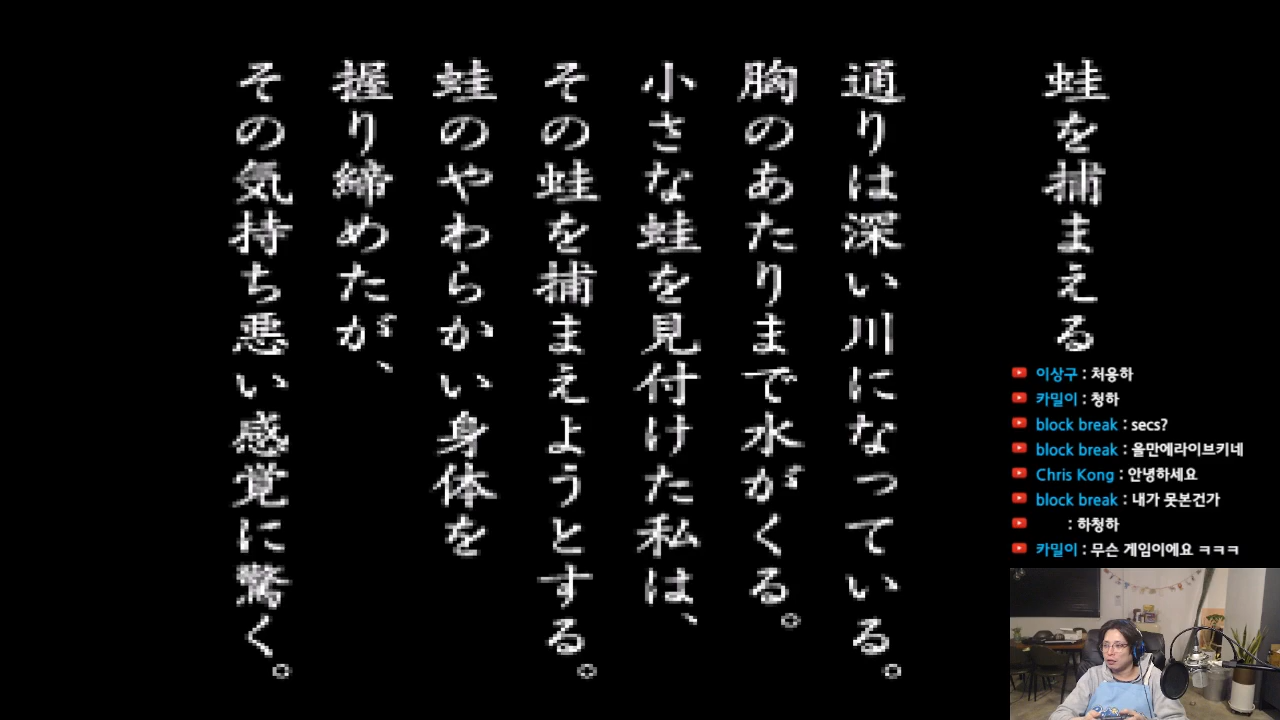 蛙を捕まえる
通りは深い川になっている。
胸のあたりまで水がくる。
小さな蛙を見付けた私は、
その蛙を捕まえようとする。
蛙のやわらかい身体を
握り締めたが、
その気持ち悪い感覚に驚く。
이상구 : 처용하
카밀이 : 청하
block break : secs?
block break : 올만에라이브키네
Chris Kong : 안녕하세요
block break : 내가 못본건가
: 하청하
카밀이 : 무슨 게임이에요 ㅋㅋㅋ